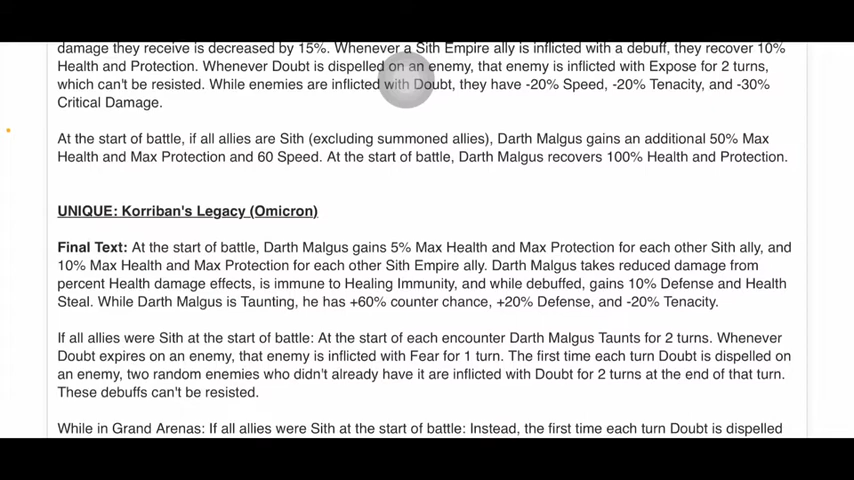 damage they receive is decreased by 15%. Whenever a Sith Empire ally is inflicted with a debuff, they recover 10%
Health and Protection. Whenever Doubt is dispelled on an enemy, that enemy is inflicted with Expose for 2 turns,
which can't be resisted. While enemies are inflicted with Doubt, they have -20% Speed, -20% Tenacity, and -30%
Critical Damage.
At the start of battle, if all allies are Sith (excluding summoned allies), Darth Malgus gains an additional 50% Max
Health and Max Protection and 60 Speed. At the start of battle, Darth Malgus recovers 100% Health and Protection.
UNIQUE: Korriban's Legacy (Omicron)
Final Text: At the start of battle, Darth Malgus gains 5% Max Health and Max Protection for each other Sith ally, and
10% Max Health and Max Protection for each other Sith Empire ally. Darth Malgus takes reduced damage from
percent Health damage effects, is immune to Healing Immunity, and while debuffed, gains 10% Defense and Health
Steal. While Darth Malgus is Taunting, he has +60% counter chance, +20% Defense, and -20% Tenacity.
If all allies were Sith at the start of battle: At the start of each encounter Darth Malgus Taunts for 2 turns. Whenever
Doubt expires on an enemy, that enemy is inflicted with Fear for 1 turn. The first time each turn Doubt is dispelled on
an enemy, two random enemies who didn't already have it are inflicted with Doubt for 2 turns at the end of that turn.
These debuffs can't be resisted.
While in Grand Arenas: If all allies were Sith at the start of battle: Instead, the first time each turn Doubt is dispelled